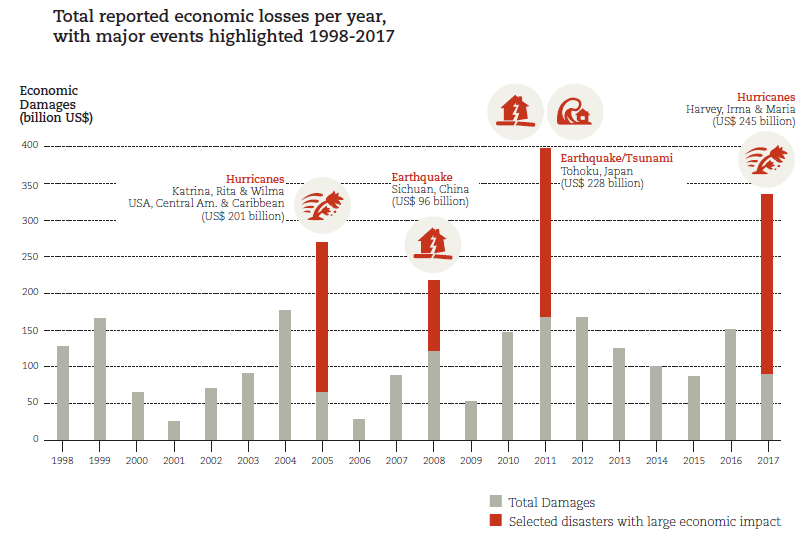 Total reported economic losses per year,
with major events highlighted 1998-2017
Economic
Damages
(billion US$)
400
350
300
250
200
150
100
50
0
Hurricanes
Katrina, Rita & Wilma
USA, Central Am. & Caribbean
(US$ 201 billion)
Earthquake
Sichuan, China
(US$ 96 billion)
Earthquake/Tsunami
Tohoku, Japan
(US$ 228 billion)
Hurricanes
Harvey, Irma & Maria
(US$ 245 billion)
1998 1999 2000 2001 2002 2003 2004 2005 2006 2007 2008 2009 2010 2011 2012 2013 2014 2015 2016 2017
Total Damages
Selected disasters with large economic impact